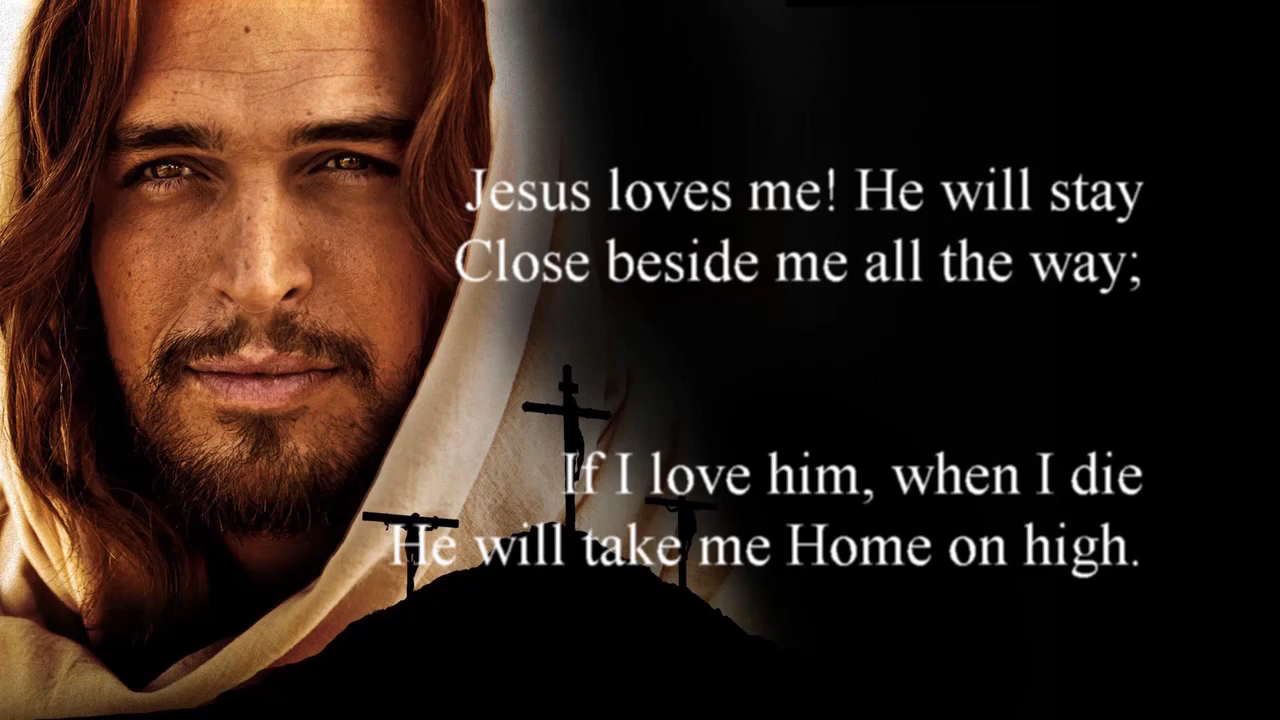 Jesus loves me! He will stay
Close beside me all the way;
If I love him, when I die
He will take me Home on high.